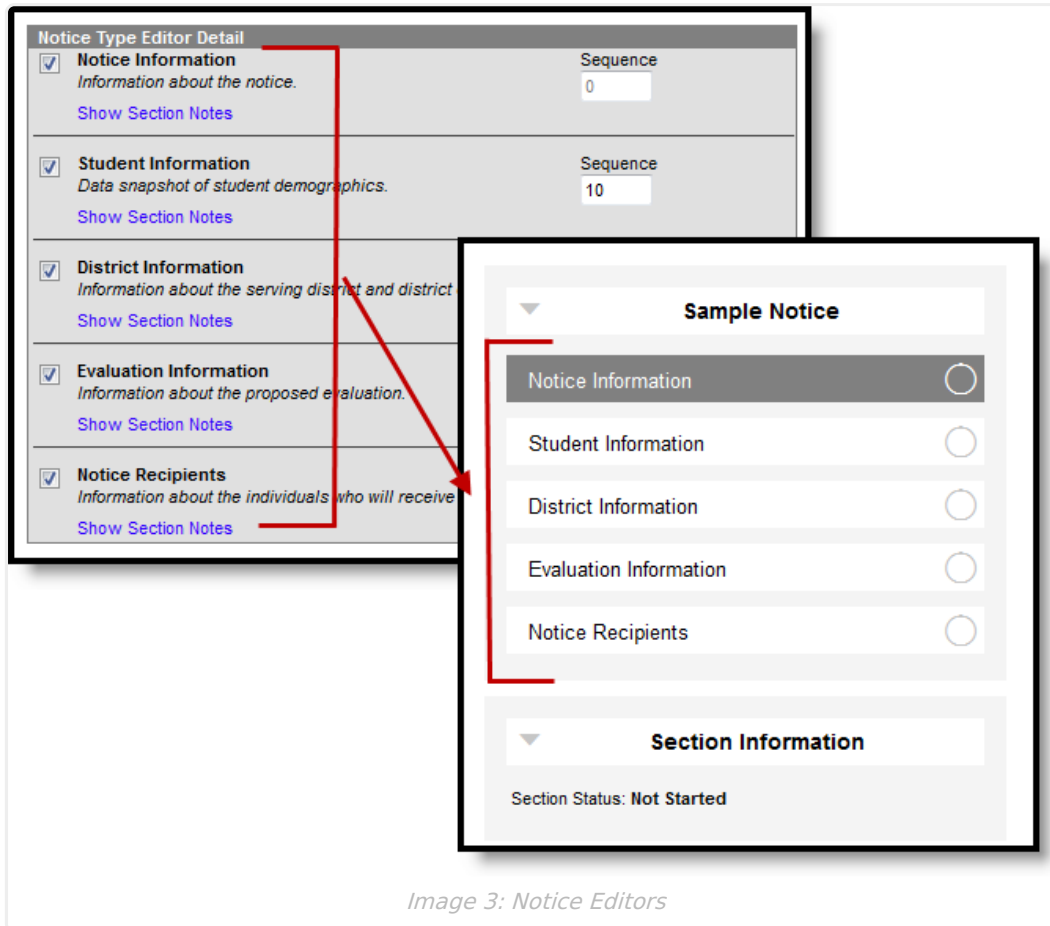 Notice Type Editor Detail
Notice Information
Sequence
Information about the notice.
0
Show Section Notes
Student Information
Sequence
Data snapshot of student demographics.
10
Show Section Notes
District Information
Information about the serving district and district
Show Section Notes
Evaluation Information
Information about the proposed evaluation.
Show Section Notes
Notice Recipients
Information about the individuals who will receive
Show Section Notes
Sample Notice
Notice Information
Student Information
District Information
Evaluation Information
Notice Recipients
Section Information
Section Status: Not Started
Image 3: Notice Editors